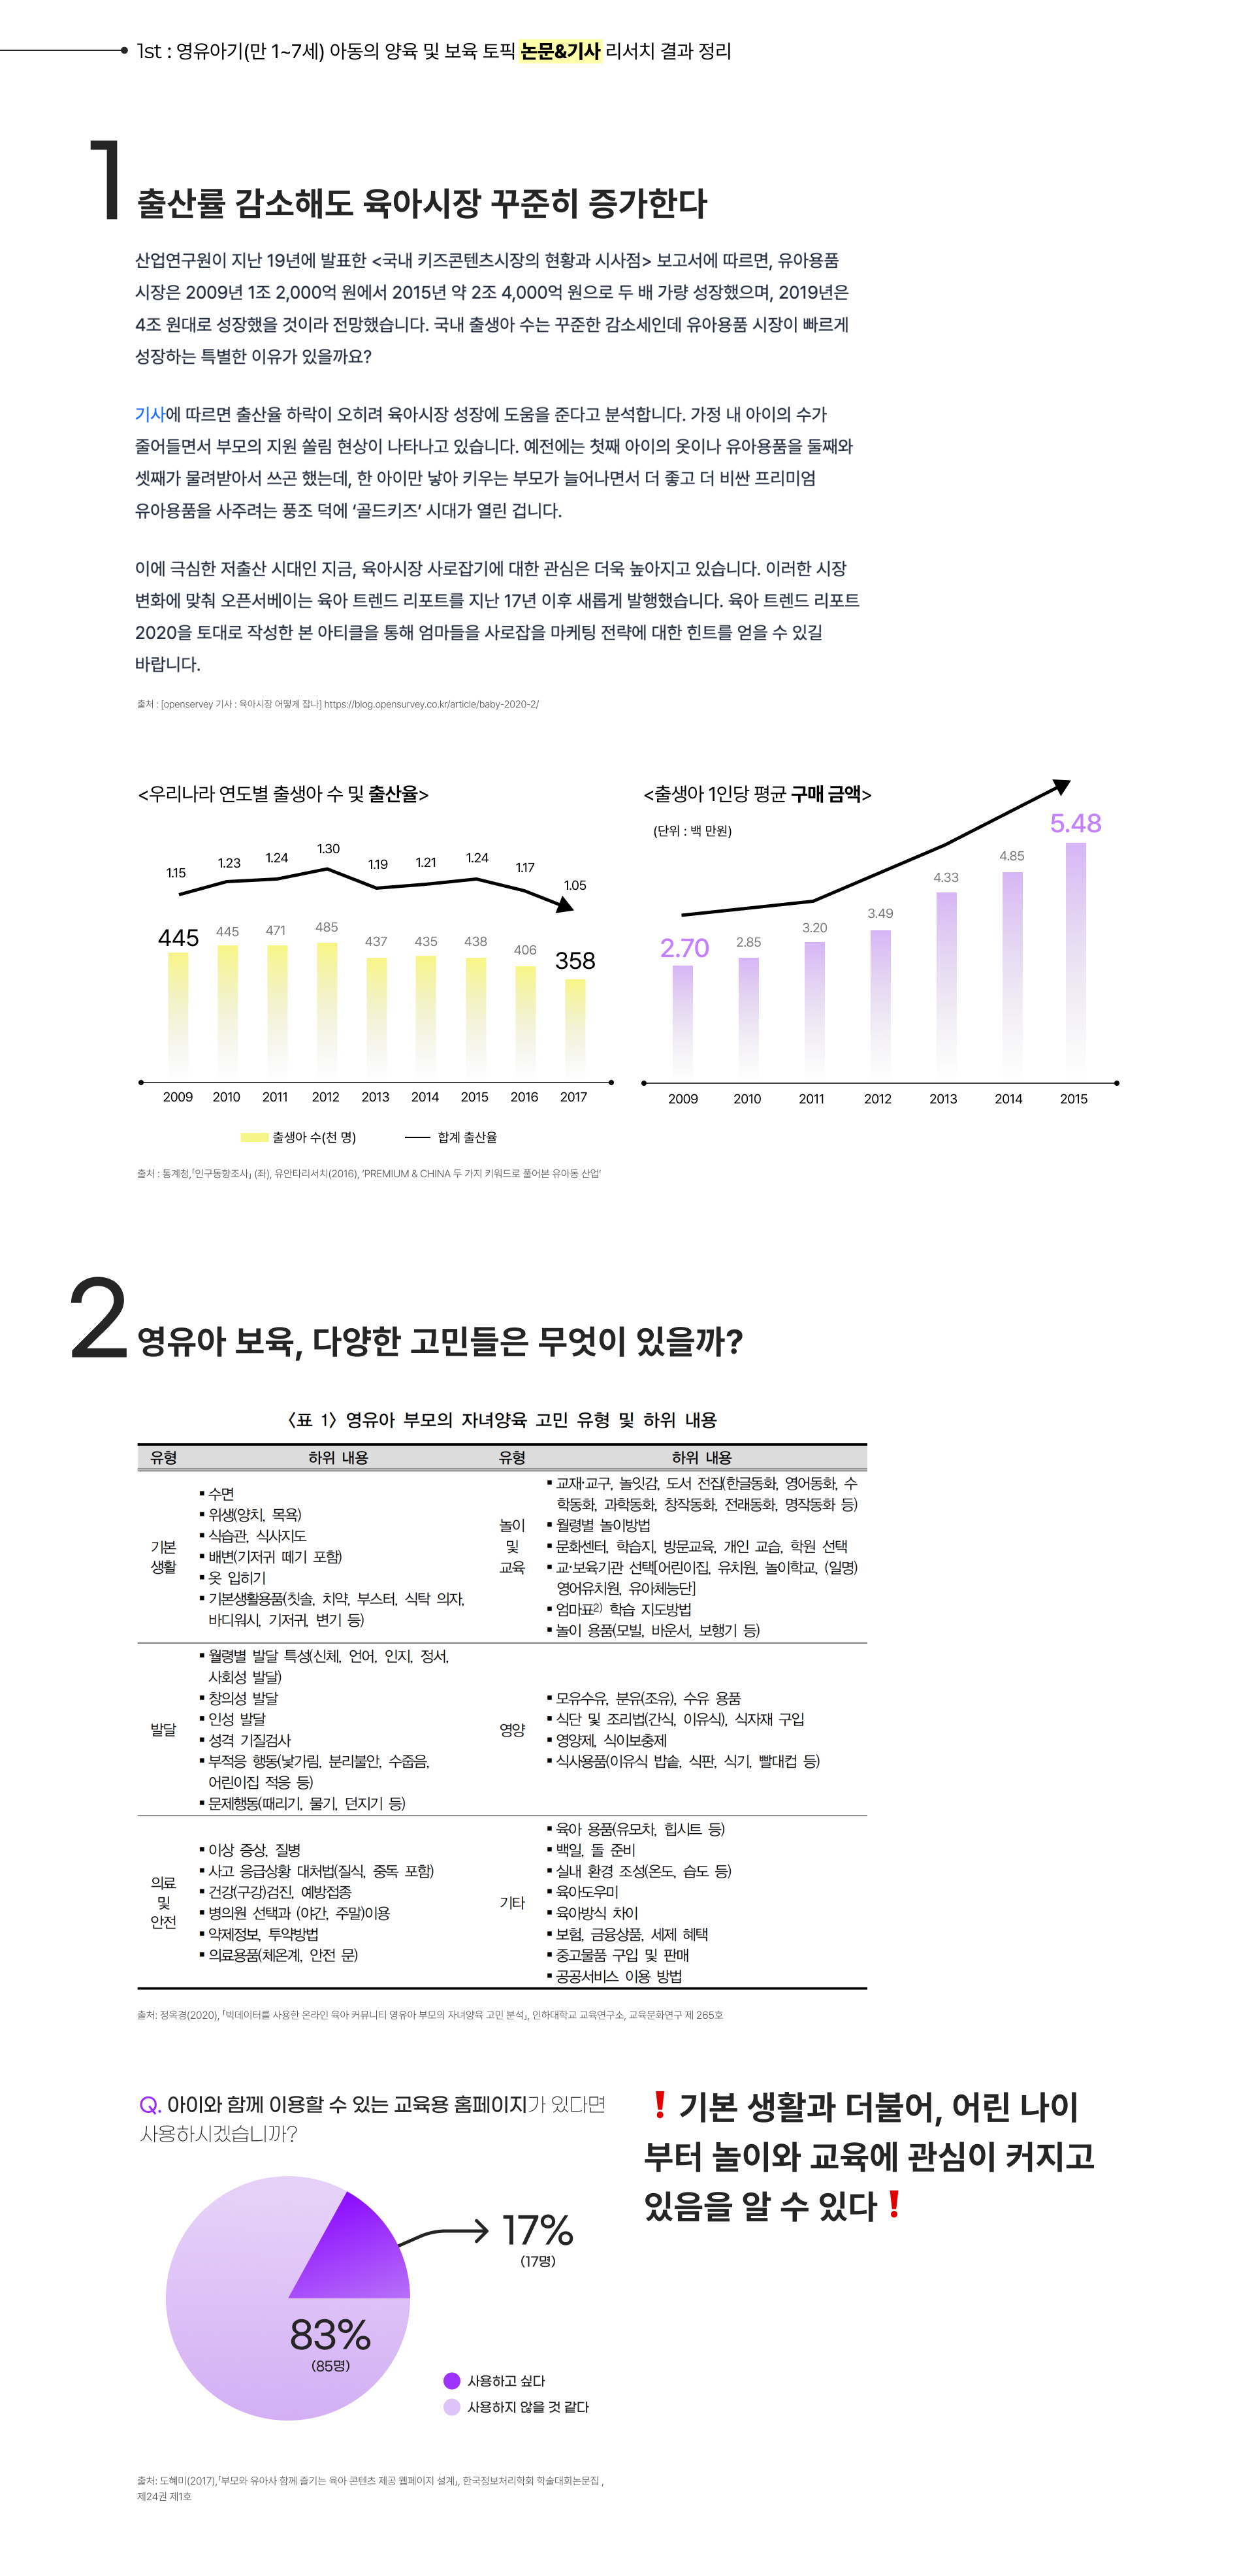 1st : 영유아기(만 1~7세) 아동의 양육 및 보육 토픽 논문&기사 리서치 결과 정리
1 출산률 감소해도 육아시장 꾸준히 증가한다
산업연구원이 지난 19년에 발표한 <국내 키즈콘텐츠시장의 현황과 시사점> 보고서에 따르면, 유아용품
시장은 2009년 1조 2,000억 원에서 2015년 약 2조 4,000억 원으로 두 배 가량 성장했으며, 2019년은
4조 원대로 성장했을 것이라 전망했습니다. 국내 출생아 수는 꾸준한 감소세인데 유아용품 시장이 빠르게
성장하는 특별한 이유가 있을까요?
기사에 따르면 출산율 하락이 오히려 육아시장 성장에 도움을 준다고 분석합니다. 가정 내 아이의 수가
줄어들면서 부모의 지원 쏠림 현상이 나타나고 있습니다. 예전에는 첫째 아이의 옷이나 유아용품을 둘째와
셋째가 물려받아서 쓰곤 했는데, 한 아이만 낳아 키우는 부모가 늘어나면서 더 좋고 더 비싼 프리미엄
유아용품을 사주려는 풍조 덕에 ‘골드키즈’ 시대가 열린 겁니다.
이에 극심한 저출산 시대인 지금, 육아시장 사로잡기에 대한 관심은 더욱 높아지고 있습니다. 이러한 시장
변화에 맞춰 오픈서베이는 육아 트렌드 리포트를 지난 17년 이후 새롭게 발행했습니다. 육아 트렌드 리포트
2020을 토대로 작성한 본 아티클을 통해 엄마들을 사로잡을 마케팅 전략에 대한 힌트를 얻을 수 있길
바랍니다.
출처 : [openservey 기사 : 육아시장 어떻게 잡나] https://blog.opensurvey.co.kr/article/baby-2020-2/
<우리나라 연도별 출생아 수 및 출산율>
1.15 1.23 1.24 1.30 1.19 1.21 1.24 1.17 1.05
445 445 471 485 437 435 438 406 358
2009 2010 2011 2012 2013 2014 2015 2016 2017
출생아 수(천 명) 합계 출산율
<출생아 1인당 평균 구매 금액>
(단위 : 백 만원)
2.70 2.85 3.20 3.49 4.33 4.85 5.48
2009 2010 2011 2012 2013 2014 2015
출처 : 통계청,「인구동향조사」 (좌), 유안타리서치(2016), ‘PREMIUM & CHINA 두 가지 키워드로 풀어본 유아동 산업’
2 영유아 보육, 다양한 고민들은 무엇이 있을까?
〈표 1〉 영유아 부모의 자녀양육 고민 유형 및 하위 내용
유형 하위 내용 유형 하위 내용
기본
생활
▪ 수면
▪ 위생(양치, 목욕)
▪ 식습관, 식사지도
▪ 배변(기저귀 떼기 포함)
▪ 옷 입히기
▪ 기본생활용품(칫솔, 치약, 부스터, 식탁 의자,
바디워시, 기저귀, 변기 등)
놀이
및
교육
▪ 교재·교구, 놀잇감, 도서 전집(한글동화, 영어동화, 수
학동화, 과학동화, 창작동화, 전래동화, 명작동화 등)
▪ 월령별 놀이방법
▪ 문화센터, 학습지, 방문교육, 개인 교습, 학원 선택
▪ 교·보육기관 선택[어린이집, 유치원, 놀이학교, (일명)
영어유치원, 유아체능단]
▪ 엄마표2) 학습 지도방법
▪ 놀이 용품(모빌, 바운서, 보행기 등)
발달
▪ 월령별 발달 특성(신체, 언어, 인지, 정서,
사회성 발달)
▪ 창의성 발달
▪ 인성 발달
▪ 성격 기질검사
▪ 부적응 행동(낯가림, 분리불안, 수줍음,
어린이집 적응 등)
▪ 문제행동(때리기, 물기, 던지기 등)
영양
▪ 모유수유, 분유(조유), 수유 용품
▪ 식단 및 조리법(간식, 이유식), 식자재 구입
▪ 영양제, 식이보충제
▪ 식사용품(이유식 밥솥, 식판, 식기, 빨대컵 등)
의료
및
안전
▪ 이상 증상, 질병
▪ 사고 응급상황 대처법(질식, 중독 포함)
▪ 건강(구강)검진, 예방접종
▪ 병의원 선택과 (야간, 주말)이용
▪ 약제정보, 투약방법
▪ 의료용품(체온계, 안전 문)
기타
▪ 육아 용품(유모차, 힙시트 등)
▪ 백일, 돌 준비
▪ 실내 환경 조성(온도, 습도 등)
▪ 육아도우미
▪ 육아방식 차이
▪ 보험, 금융상품, 세제 혜택
▪ 중고물품 구입 및 판매
▪ 공공서비스 이용 방법
출처: 정옥경(2020), 「빅데이터를 사용한 온라인 육아 커뮤니티 영유아 부모의 자녀양육 고민 분석」, 인하대학교 교육연구소, 교육문화연구 제 265호
Q. 아이와 함께 이용할 수 있는 교육용 홈페이지가 있다면
사용하시겠습니까?
17%
(17명)
83%
(85명)
사용하고 싶다
사용하지 않을 것 같다
! 기본 생활과 더불어, 어린 나이
부터 놀이와 교육에 관심이 커지고
있음을 알 수 있다 !
출처: 도혜미(2017),「부모와 유아사 함께 즐기는 육아 콘텐츠 제공 웹페이지 설계」, 한국정보처리학회 학술대회논문집 ,
제24권 제1호